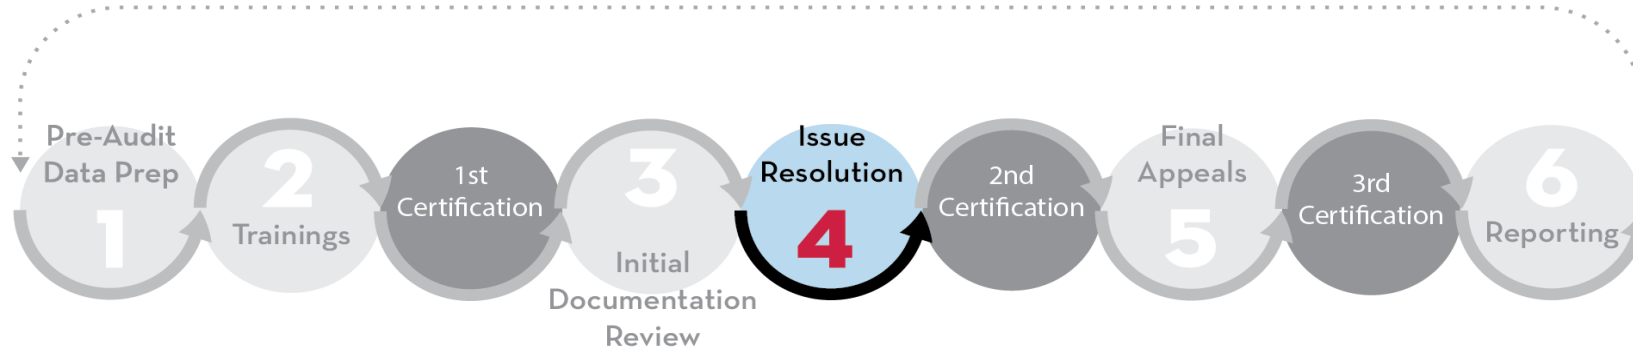 Pre-Audit
Data Prep
1
2
Trainings
1st
Certification
3
Initial
Documentation
Review
Issue
Resolution
4
2nd
Certification
Final
Appeals
5
3rd
Certification
6
Reporting